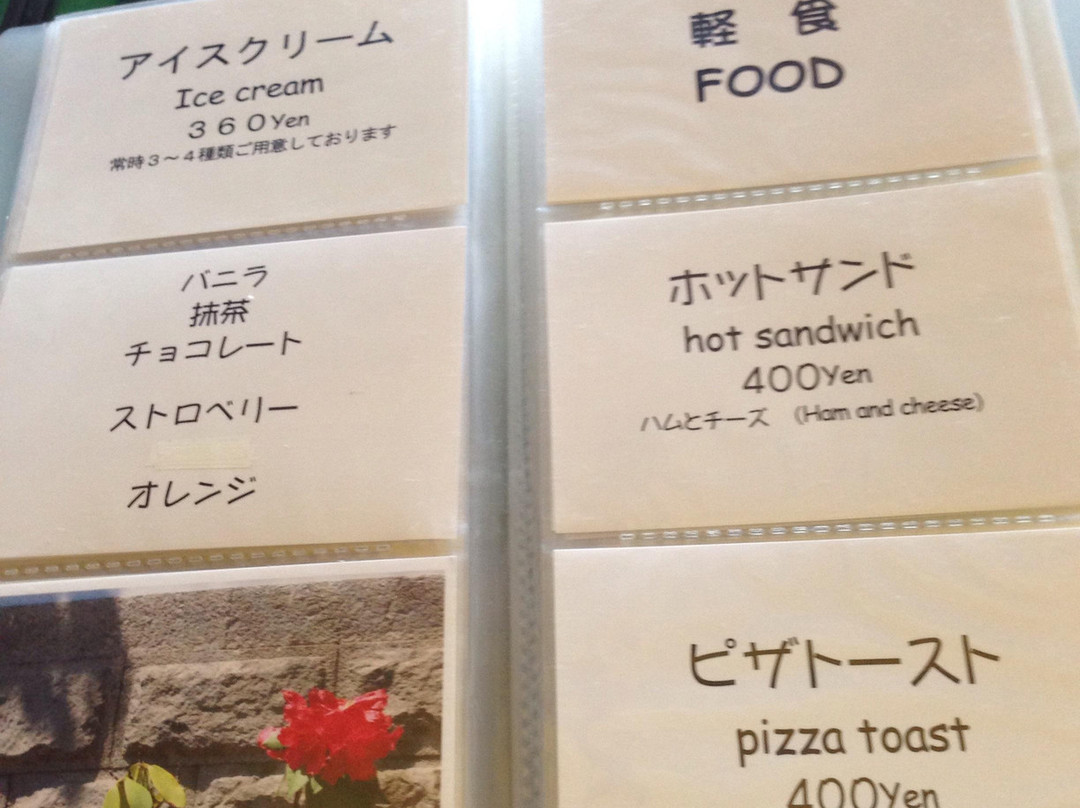 アイスクリーム
Ice cream
３６０Yen
常時３～４種類ご用意しております
バニラ
抹茶
チョコレート
ストロベリー
オレンジ
軽 食
FOOD
ホットサンド
hot sandwich
400Yen
ハムとチーズ （Ham and cheese）
ピザトースト
pizza toast
400Yen